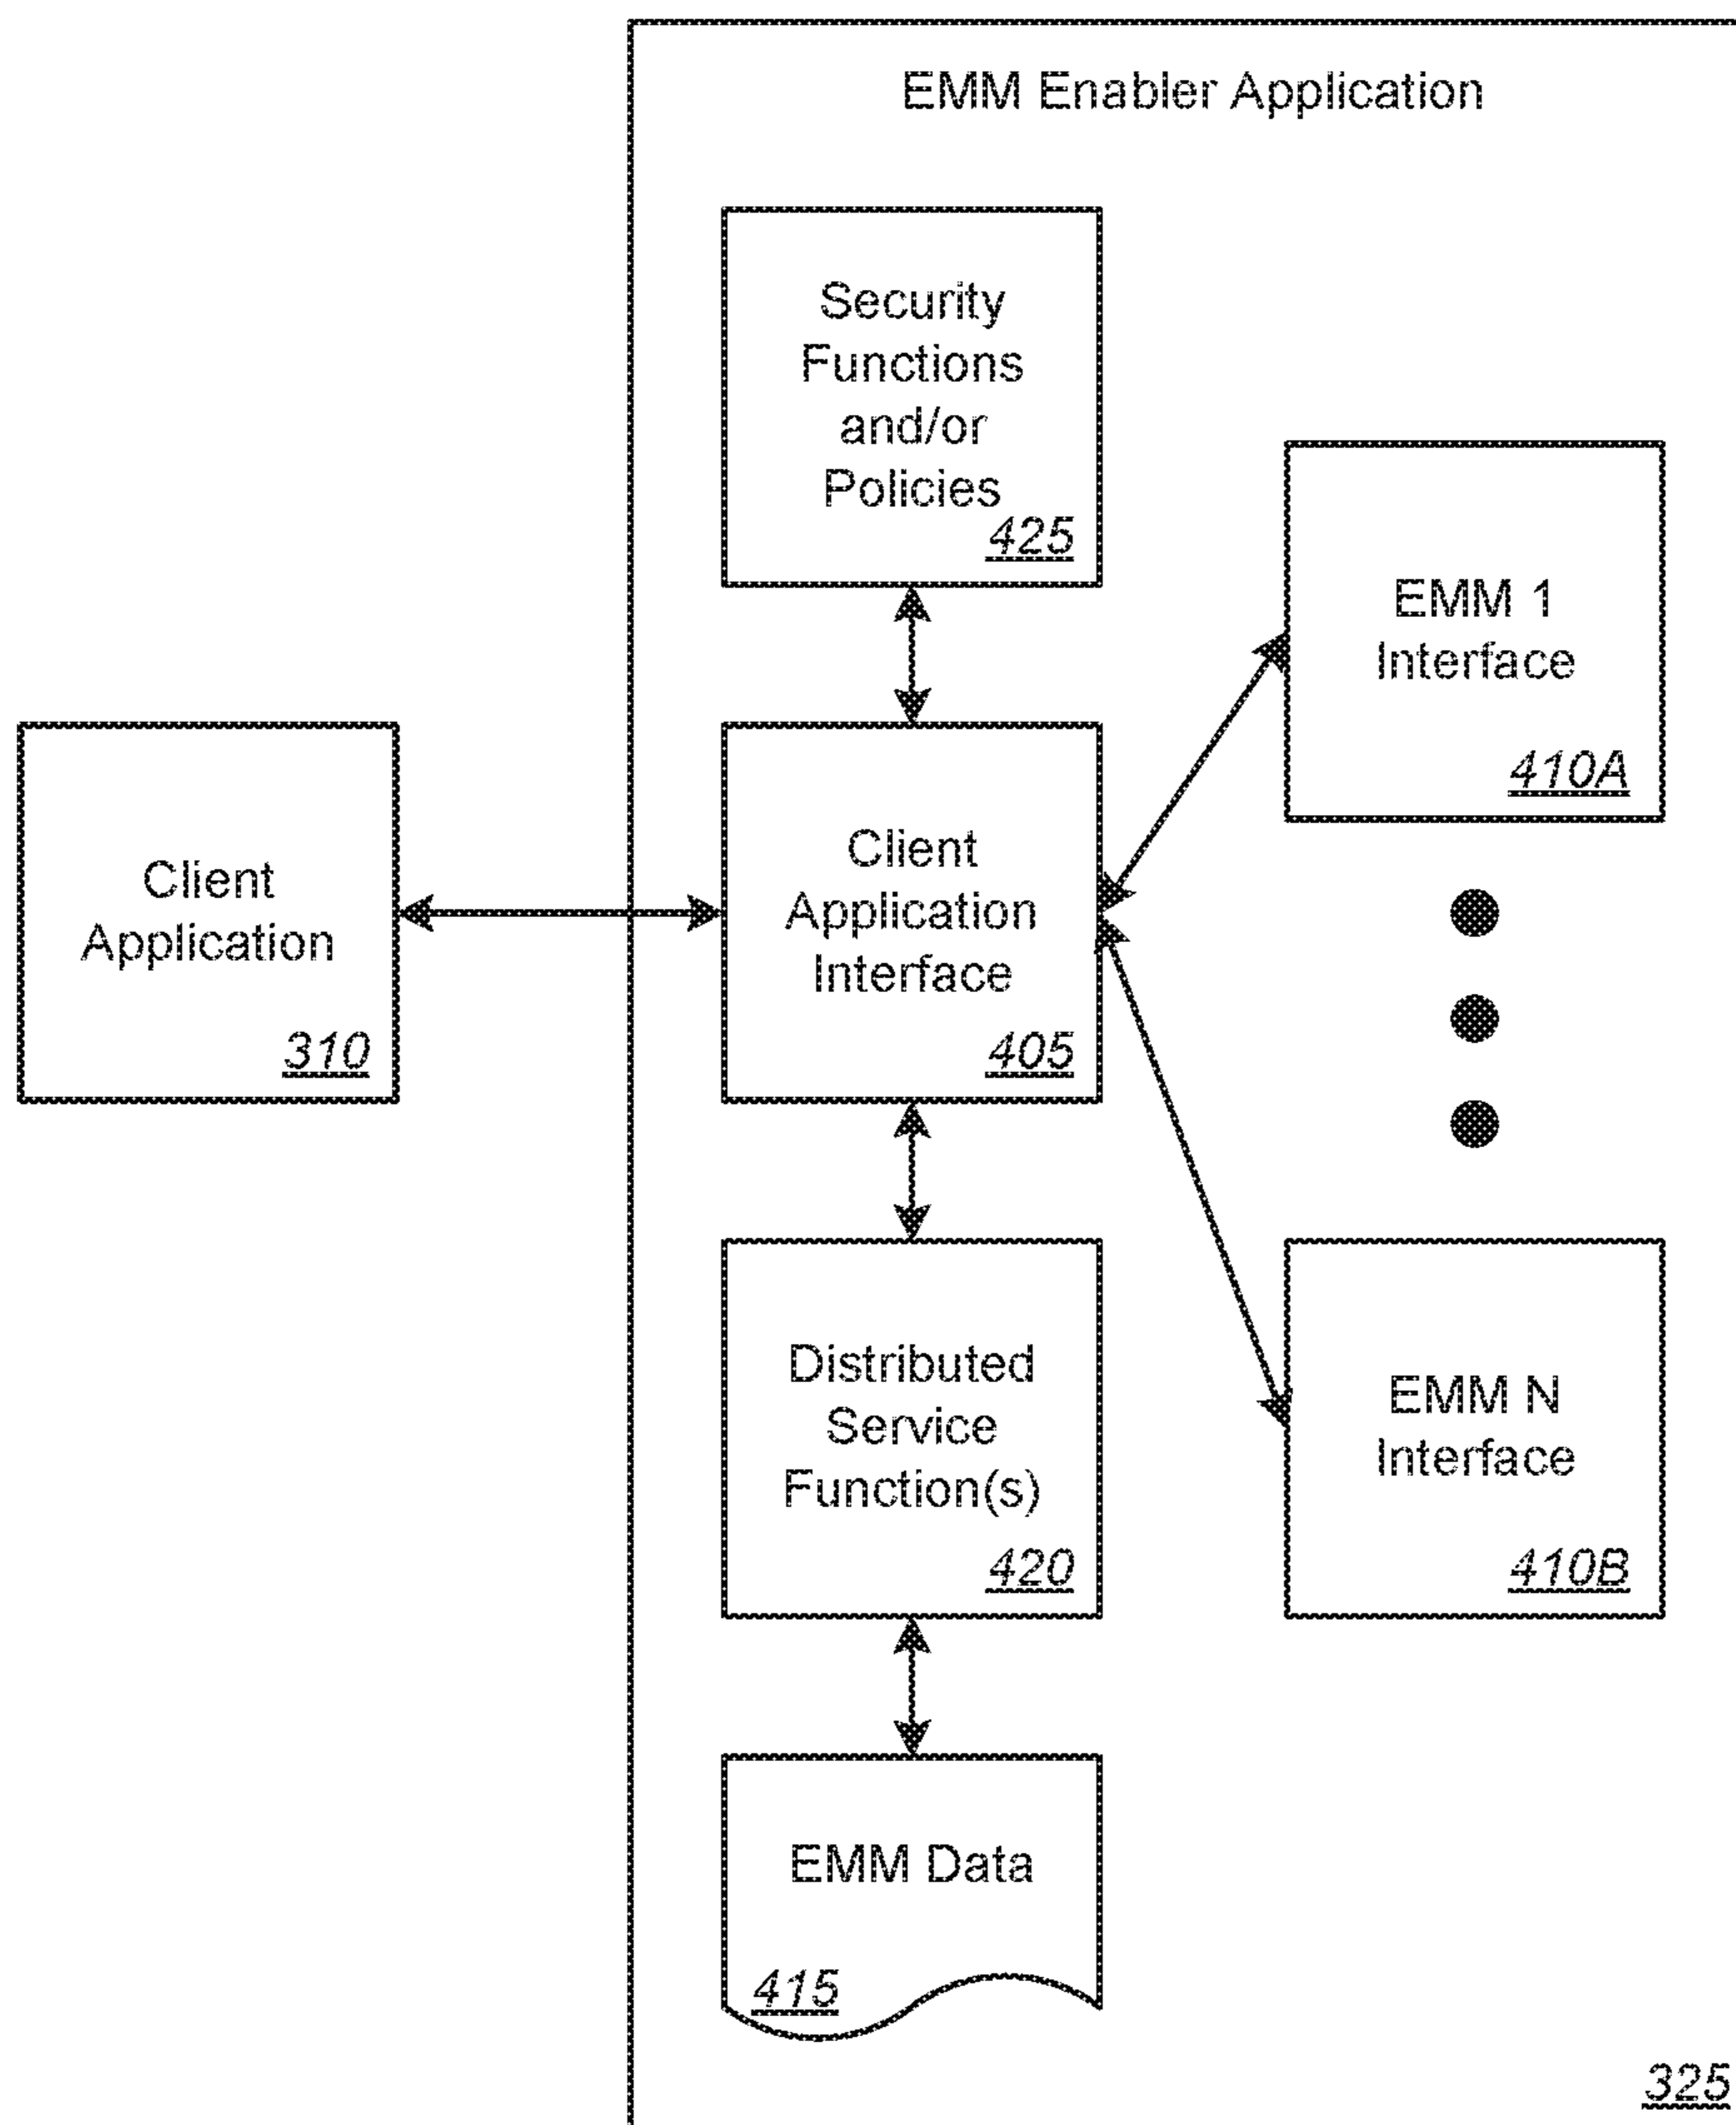 EMM Enabler Application
Security
Functions
and/or
Policies
425
EMM 1
Interface
410A
Client
Application
310
Client
Application
Interface
405
Distributed
Service
Function(s)
420
EMM N
Interface
410B
EMM Data
415
325